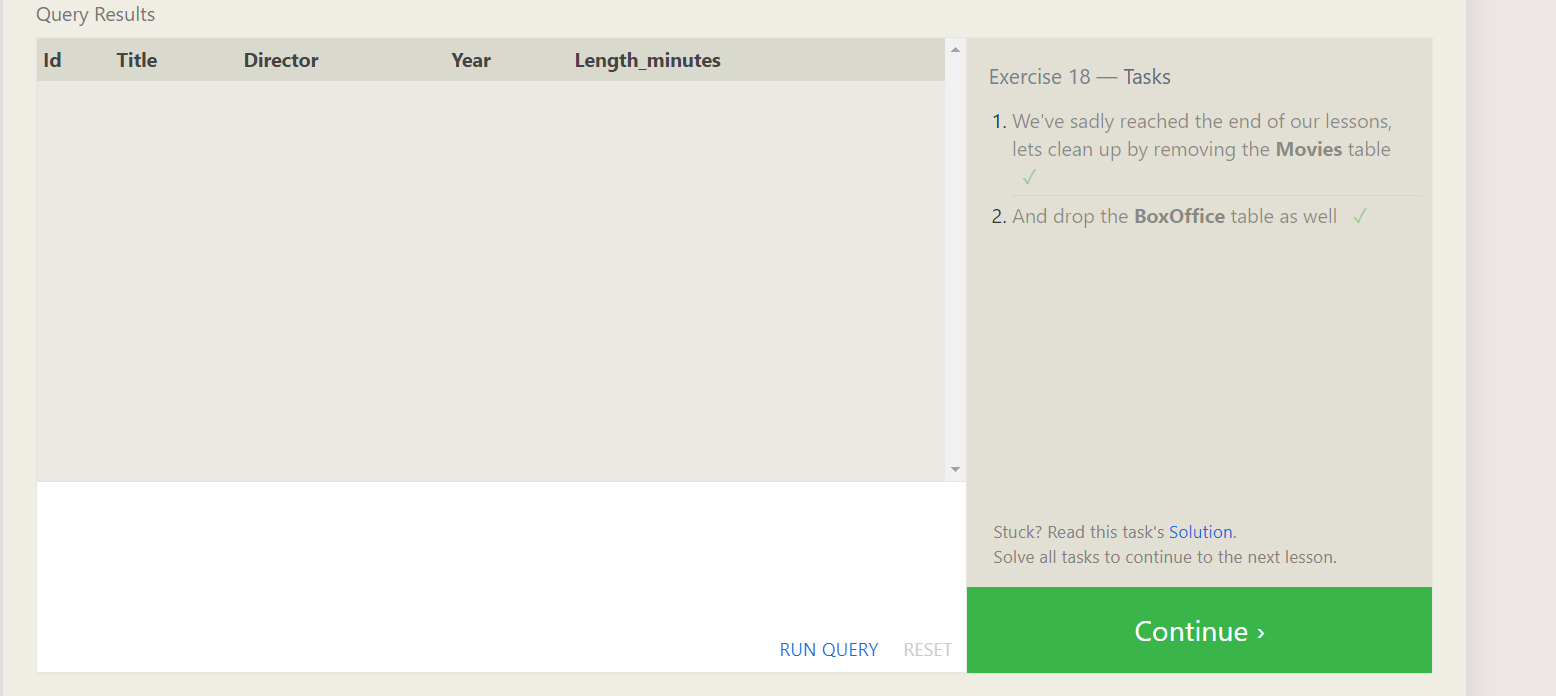 Query Results
Id Title Director Year Length_minutes
Exercise 18 — Tasks
1. We've sadly reached the end of our lessons,
lets clean up by removing the Movies table
✓
2. And drop the BoxOffice table as well ✓
Stuck? Read this task's Solution.
Solve all tasks to continue to the next lesson.
RUN QUERY RESET
Continue ›